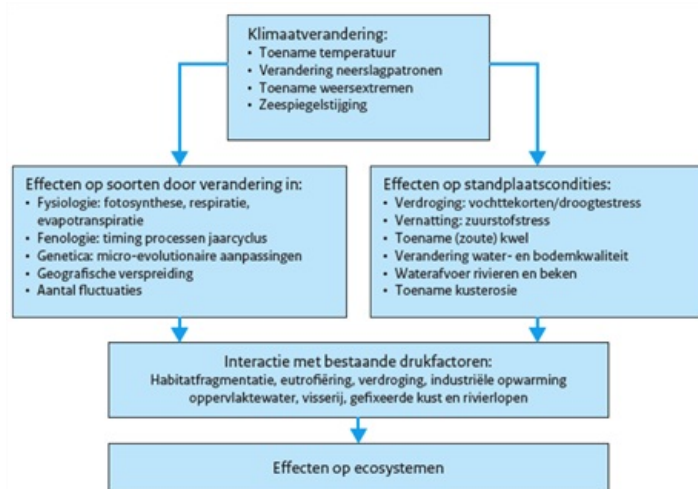 Klimaatverandering:
• Toename temperatuur
• Verandering neerslagpatronen
• Toename weersextremen
• Zeespiegelstijging
Effecten op soorten door verandering in:
• Fysiologie: fotosynthese, respiratie,
evapotranspiratie
• Fenologie: timing processen jaarcyclus
• Genetica: micro-evolutionaire aanpassingen
• Geografische verspreiding
• Aantal fluctuaties
Effecten op standplaatscondities:
• Verdroging: vochttekorten/droogtestress
• Vernatting: zuurstofstress
• Toename (zoute) kwel
• Verandering water- en bodemkwaliteit
• Waterafvoer rivieren en beken
• Toename kusterosie
Interactie met bestaande drukfactoren:
Habitatfragmentatie, eutrofiëring, verdroging, industriële opwarming
oppervlaktewater, visserij, gefixeerde kust en rivierlopen
Effecten op ecosystemen